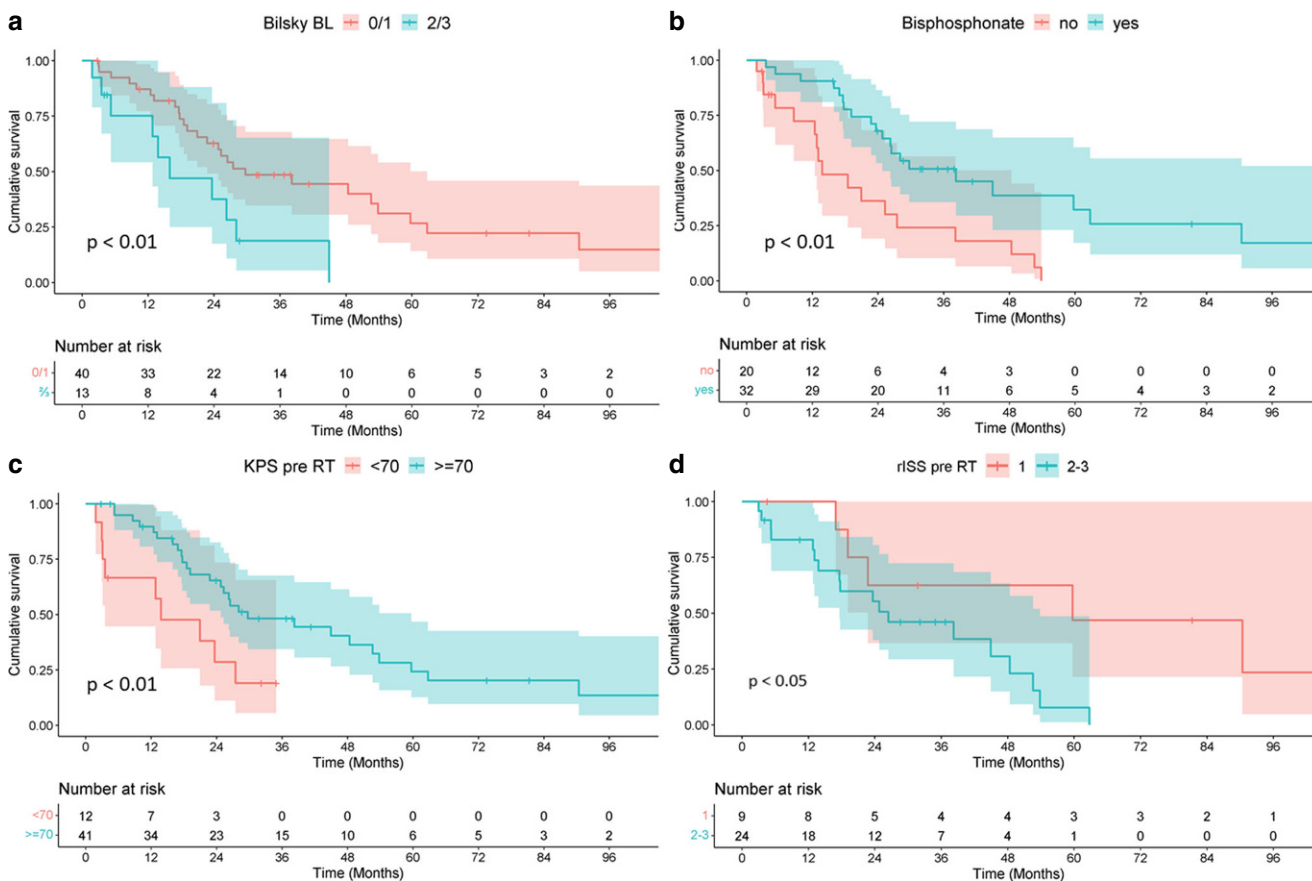 a
Bilsky BL 0/1 2/3
Cumulative survival
1.00
0.75
0.50
0.25
0.00
p < 0.01
0 12 24 36 48 60 72 84 96
Time (Months)
Number at risk
0/1 40 33 22 14 10 6 5 3 2
⅔ 13 8 4 1 0 0 0 0 0
0 12 24 36 48 60 72 84 96
Time (Months)
b
Bisphosphonate no yes
Cumulative survival
1.00
0.75
0.50
0.25
0.00
p < 0.01
0 12 24 36 48 60 72 84 96
Time (Months)
Number at risk
no 20 12 6 4 3 0 0 0 0
yes 32 29 20 11 6 5 4 3 2
0 12 24 36 48 60 72 84 96
Time (Months)
c
KPS pre RT <70 >=70
Cumulative survival
1.00
0.75
0.50
0.25
0.00
p < 0.01
0 12 24 36 48 60 72 84 96
Time (Months)
Number at risk
<70 12 7 3 0 0 0 0 0 0
>=70 41 34 23 15 10 6 5 3 2
0 12 24 36 48 60 72 84 96
Time (Months)
d
rISS pre RT 1 2-3
Cumulative survival
1.00
0.75
0.50
0.25
0.00
p < 0.05
0 12 24 36 48 60 72 84 96
Time (Months)
Number at risk
1 9 8 5 4 4 3 3 2 1
2-3 24 18 12 7 4 1 0 0 0
0 12 24 36 48 60 72 84 96
Time (Months)